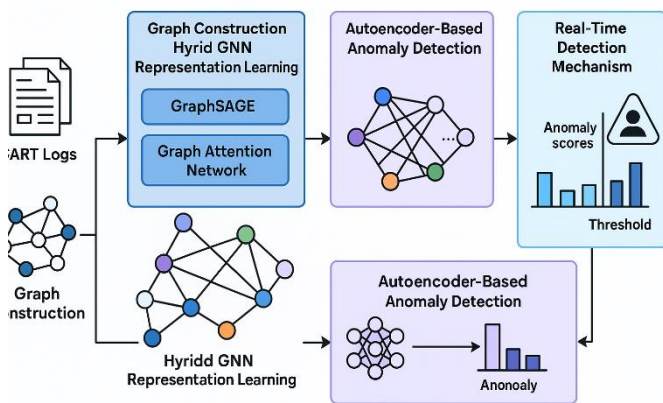 Graph Construction
Hyrid GNN
Representation Learning
GraphSAGE
Graph Attention
Network
Autoencoder-Based
Anomaly Detection
...
Real-Time
Detection
Mechanism
Anomaly
scores
Threshold
ART Logs
Graph
onstruction
Hyridd GNN
Representation Learning
Autoencoder-Based
Anomaly Detection
Anonoaly